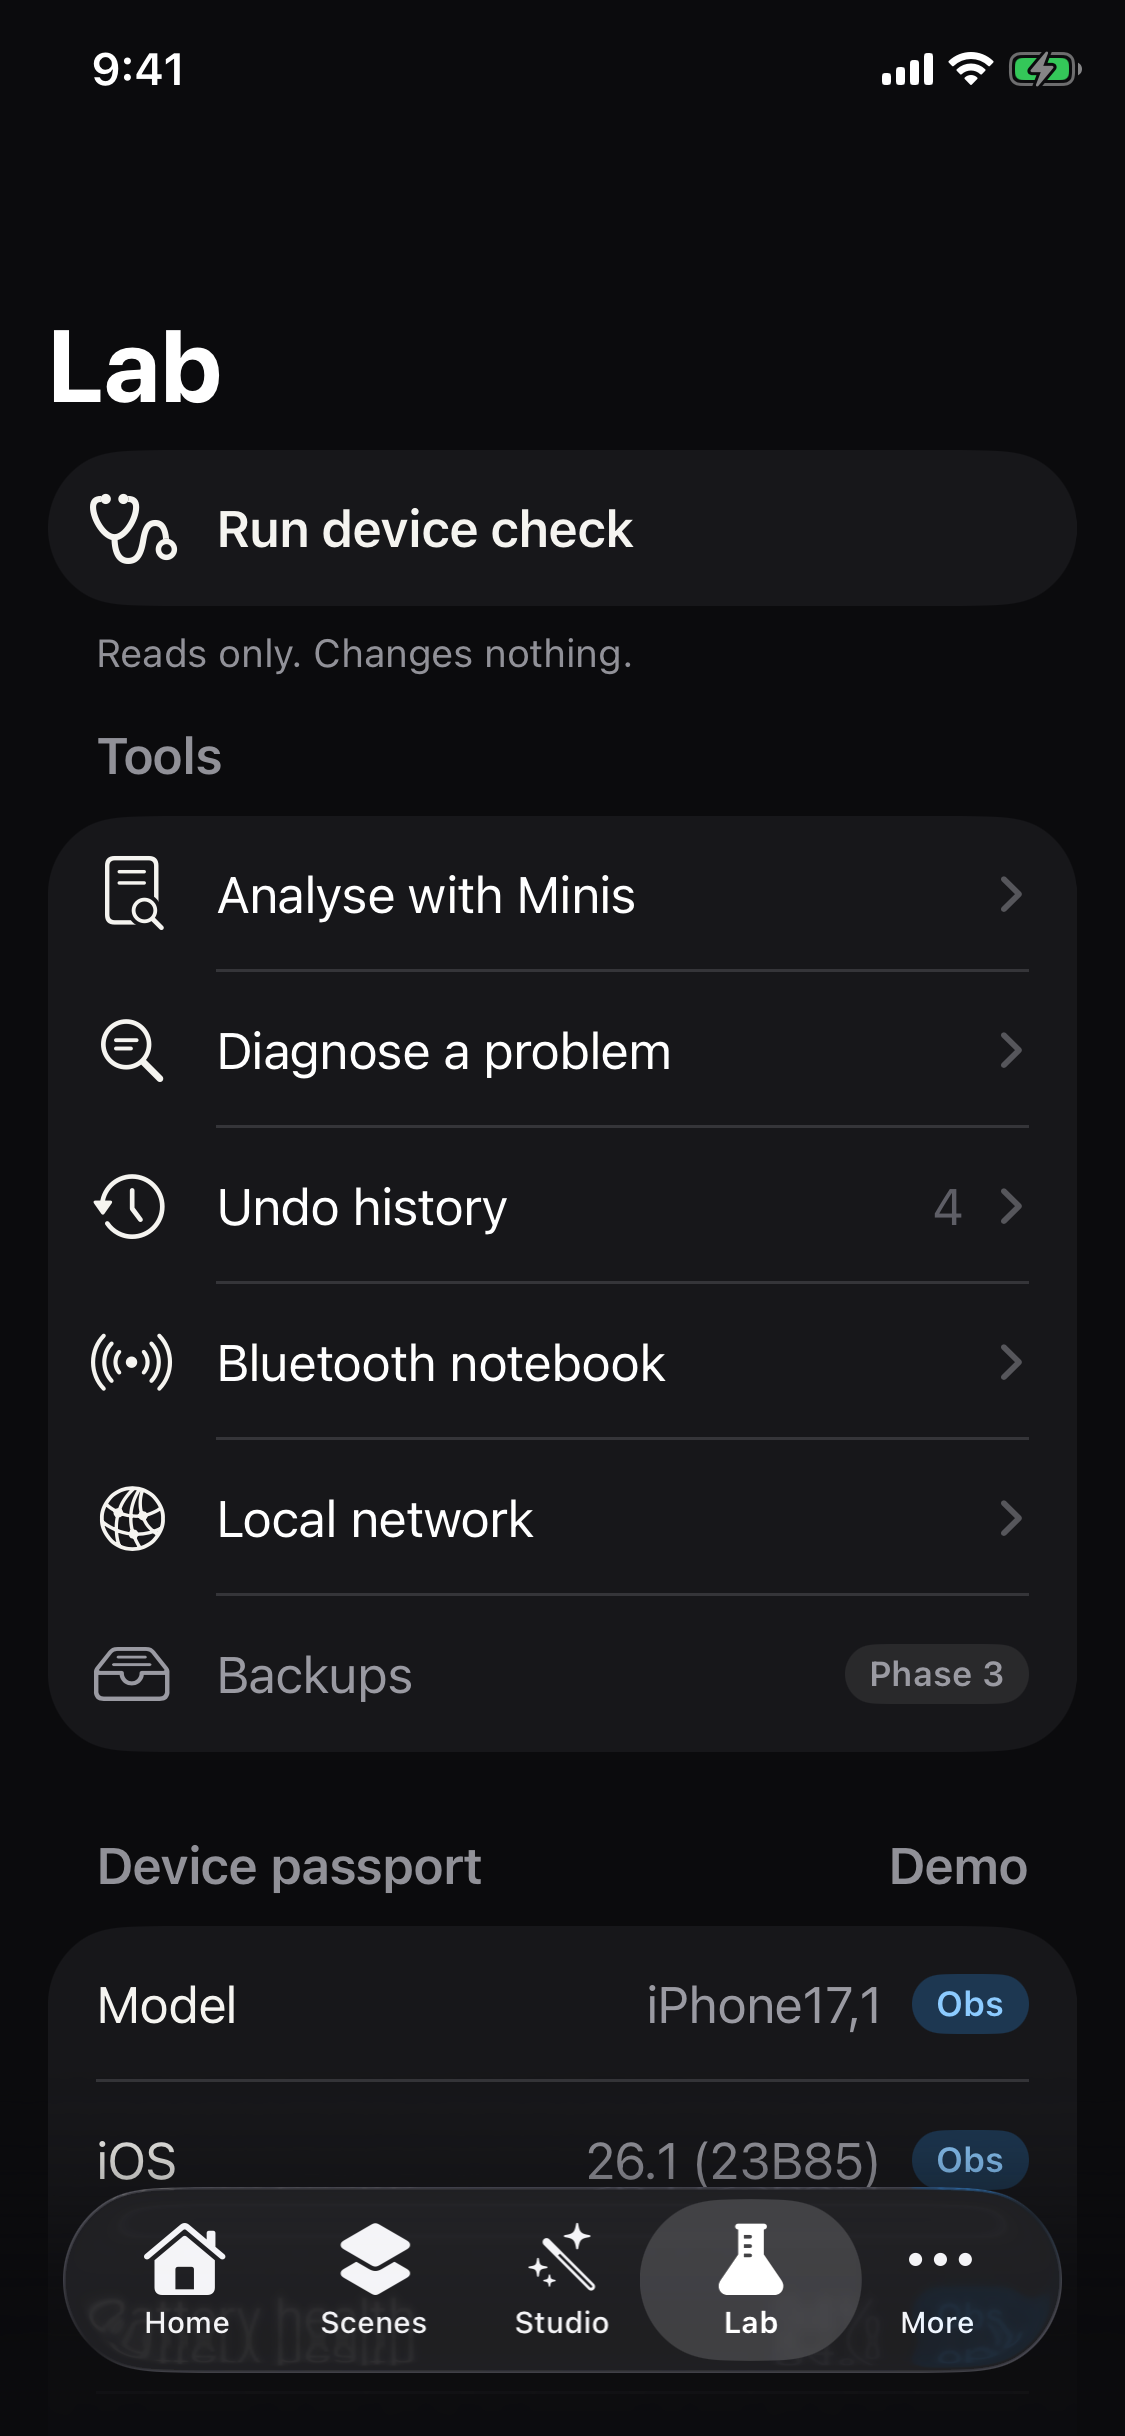 9:41
Lab
Run device check
Reads only. Changes nothing.
Tools
Analyse with Minis
Diagnose a problem
Undo history 4
Bluetooth notebook
Local network
Backups Phase 3
Device passport Demo
Model iPhone17,1 Obs
iOS 26.1 (23B85) Obs
Home Scenes Studio Lab More